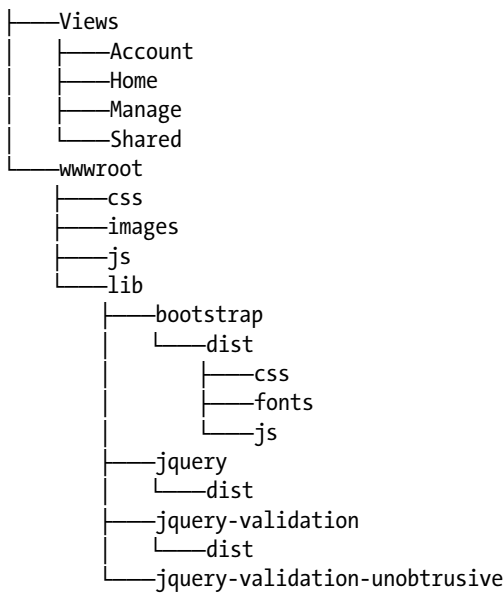 ├────Views
│    ├────Account
│    ├────Home
│    ├────Manage
│    └────Shared
└────wwwroot
     ├────css
     ├────images
     ├────js
     └────lib
          ├────bootstrap
          │    └────dist
          │         ├────css
          │         ├────fonts
          │         └────js
          ├────jquery
          │    └────dist
          ├────jquery-validation
          │    └────dist
          └────jquery-validation-unobtrusive